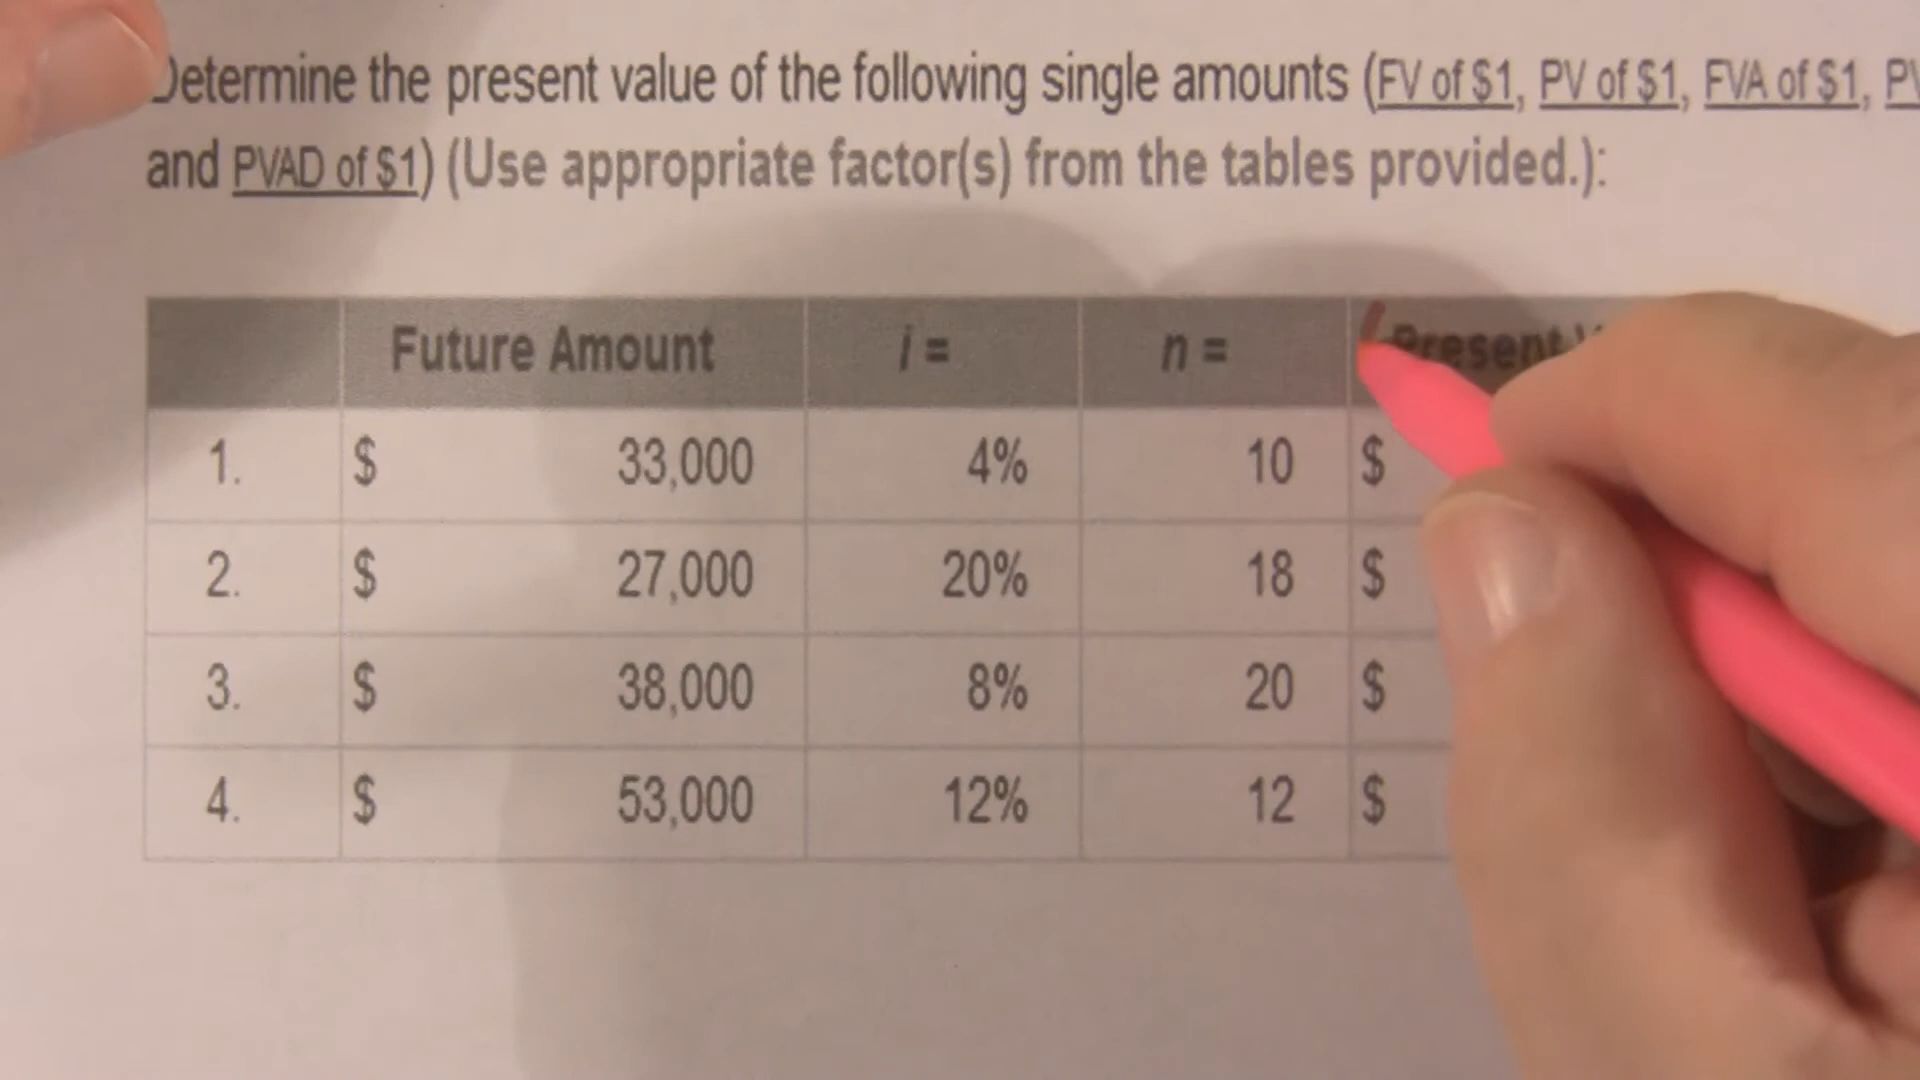 Determine the present value of the following single amounts (FV of $1, PV of $1, FVA of $1,
and PVAD of $1) (Use appropriate factor(s) from the tables provided.):
Future Amount i = n = Present
1. $ 33,000 4% 10 $
2. $ 27,000 20% 18 $
3. $ 38,000 8% 20 $
4. $ 53,000 12% 12 $